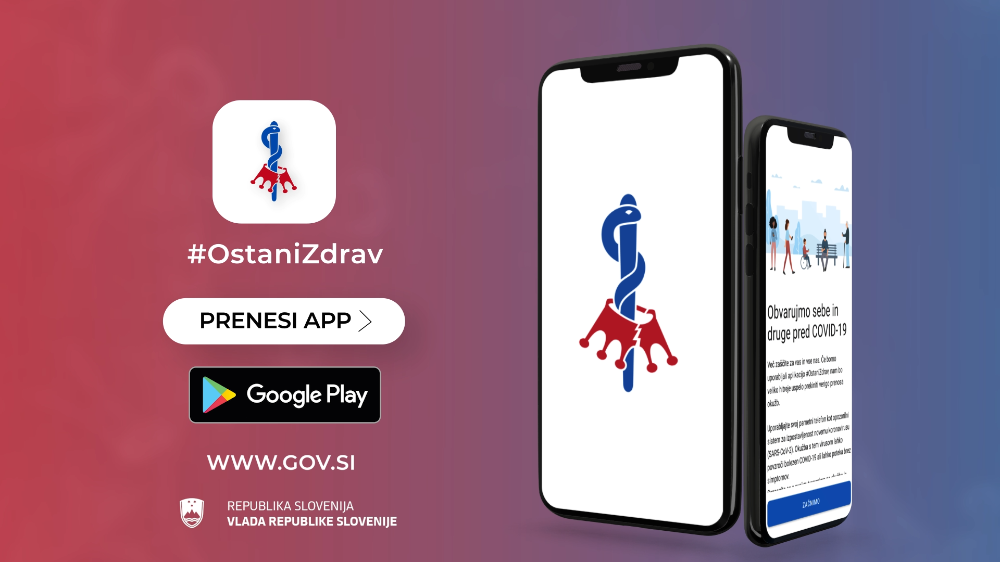 #OstaniZdrav
PRENESI APP
Google Play
WWW.GOV.SI
REPUBLIKA SLOVENIJA
VLADA REPUBLIKE SLOVENIJE
Obvarujmo sebe in
druge pred COVID-19
Več zaščite za vas in vse nas. Če bomo
uporabljali aplikacijo #OstaniZdrav, nam bo
veliko hitreje uspelo prekiniti verigo prenosa
okužb.
Uporabljajte svoj pametni telefon kot opozorilni
sistem za izpostavljenost novemu koronavirusu
(SARS-CoV-2). Okužba s tem virusom lahko
povzroči bolezen COVID-19 ali lahko poteka brez
simptomov.
ZAČNIMO